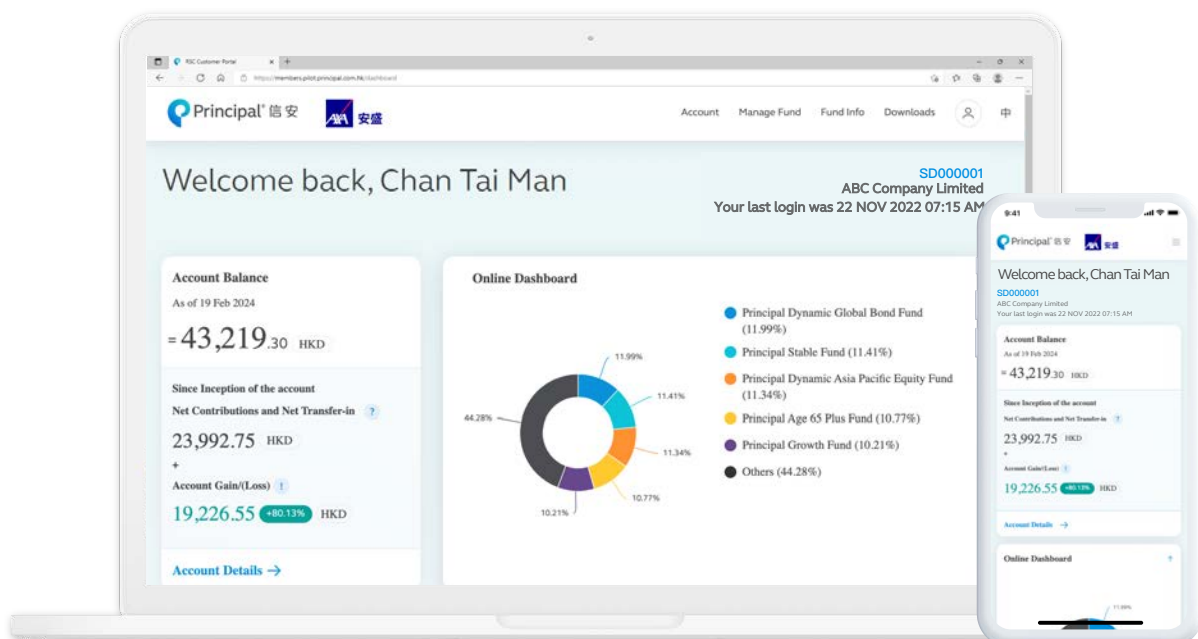 RSC Customer Portal
https://members.pilot.principal.com.hk/dashboard
Principal® 信安 AXA 安盛
Account Manage Fund Fund Info Downloads 中
Welcome back, Chan Tai Man
SD000001
ABC Company Limited
Your last login was 22 NOV 2022 07:15 AM
Account Balance
As of 19 Feb 2024
= 43,219.30 HKD
Since Inception of the account
Net Contributions and Net Transfer-in ?
23,992.75 HKD
+
Account Gain/(Loss) !
19,226.55 +80.13% HKD
Account Details →
Online Dashboard
11.99%
11.41%
11.34%
10.77%
10.21%
44.28%
Principal Dynamic Global Bond Fund
(11.99%)
Principal Stable Fund (11.41%)
Principal Dynamic Asia Pacific Equity Fund
(11.34%)
Principal Age 65 Plus Fund (10.77%)
Principal Growth Fund (10.21%)
Others (44.28%)
9:41
Principal® 信安 AXA 安盛
Welcome back, Chan Tai Man
SD000001
ABC Company Limited
Your last login was 22 NOV 2022 07:15 AM
Account Balance
As of 19 Feb 2024
= 43,219.30 HKD
Since Inception of the account
Net Contributions and Net Transfer-in ?
23,992.75 HKD
+
Account Gain/(Loss) !
19,226.55 +80.13% HKD
Account Details →
Online Dashboard
11.99%